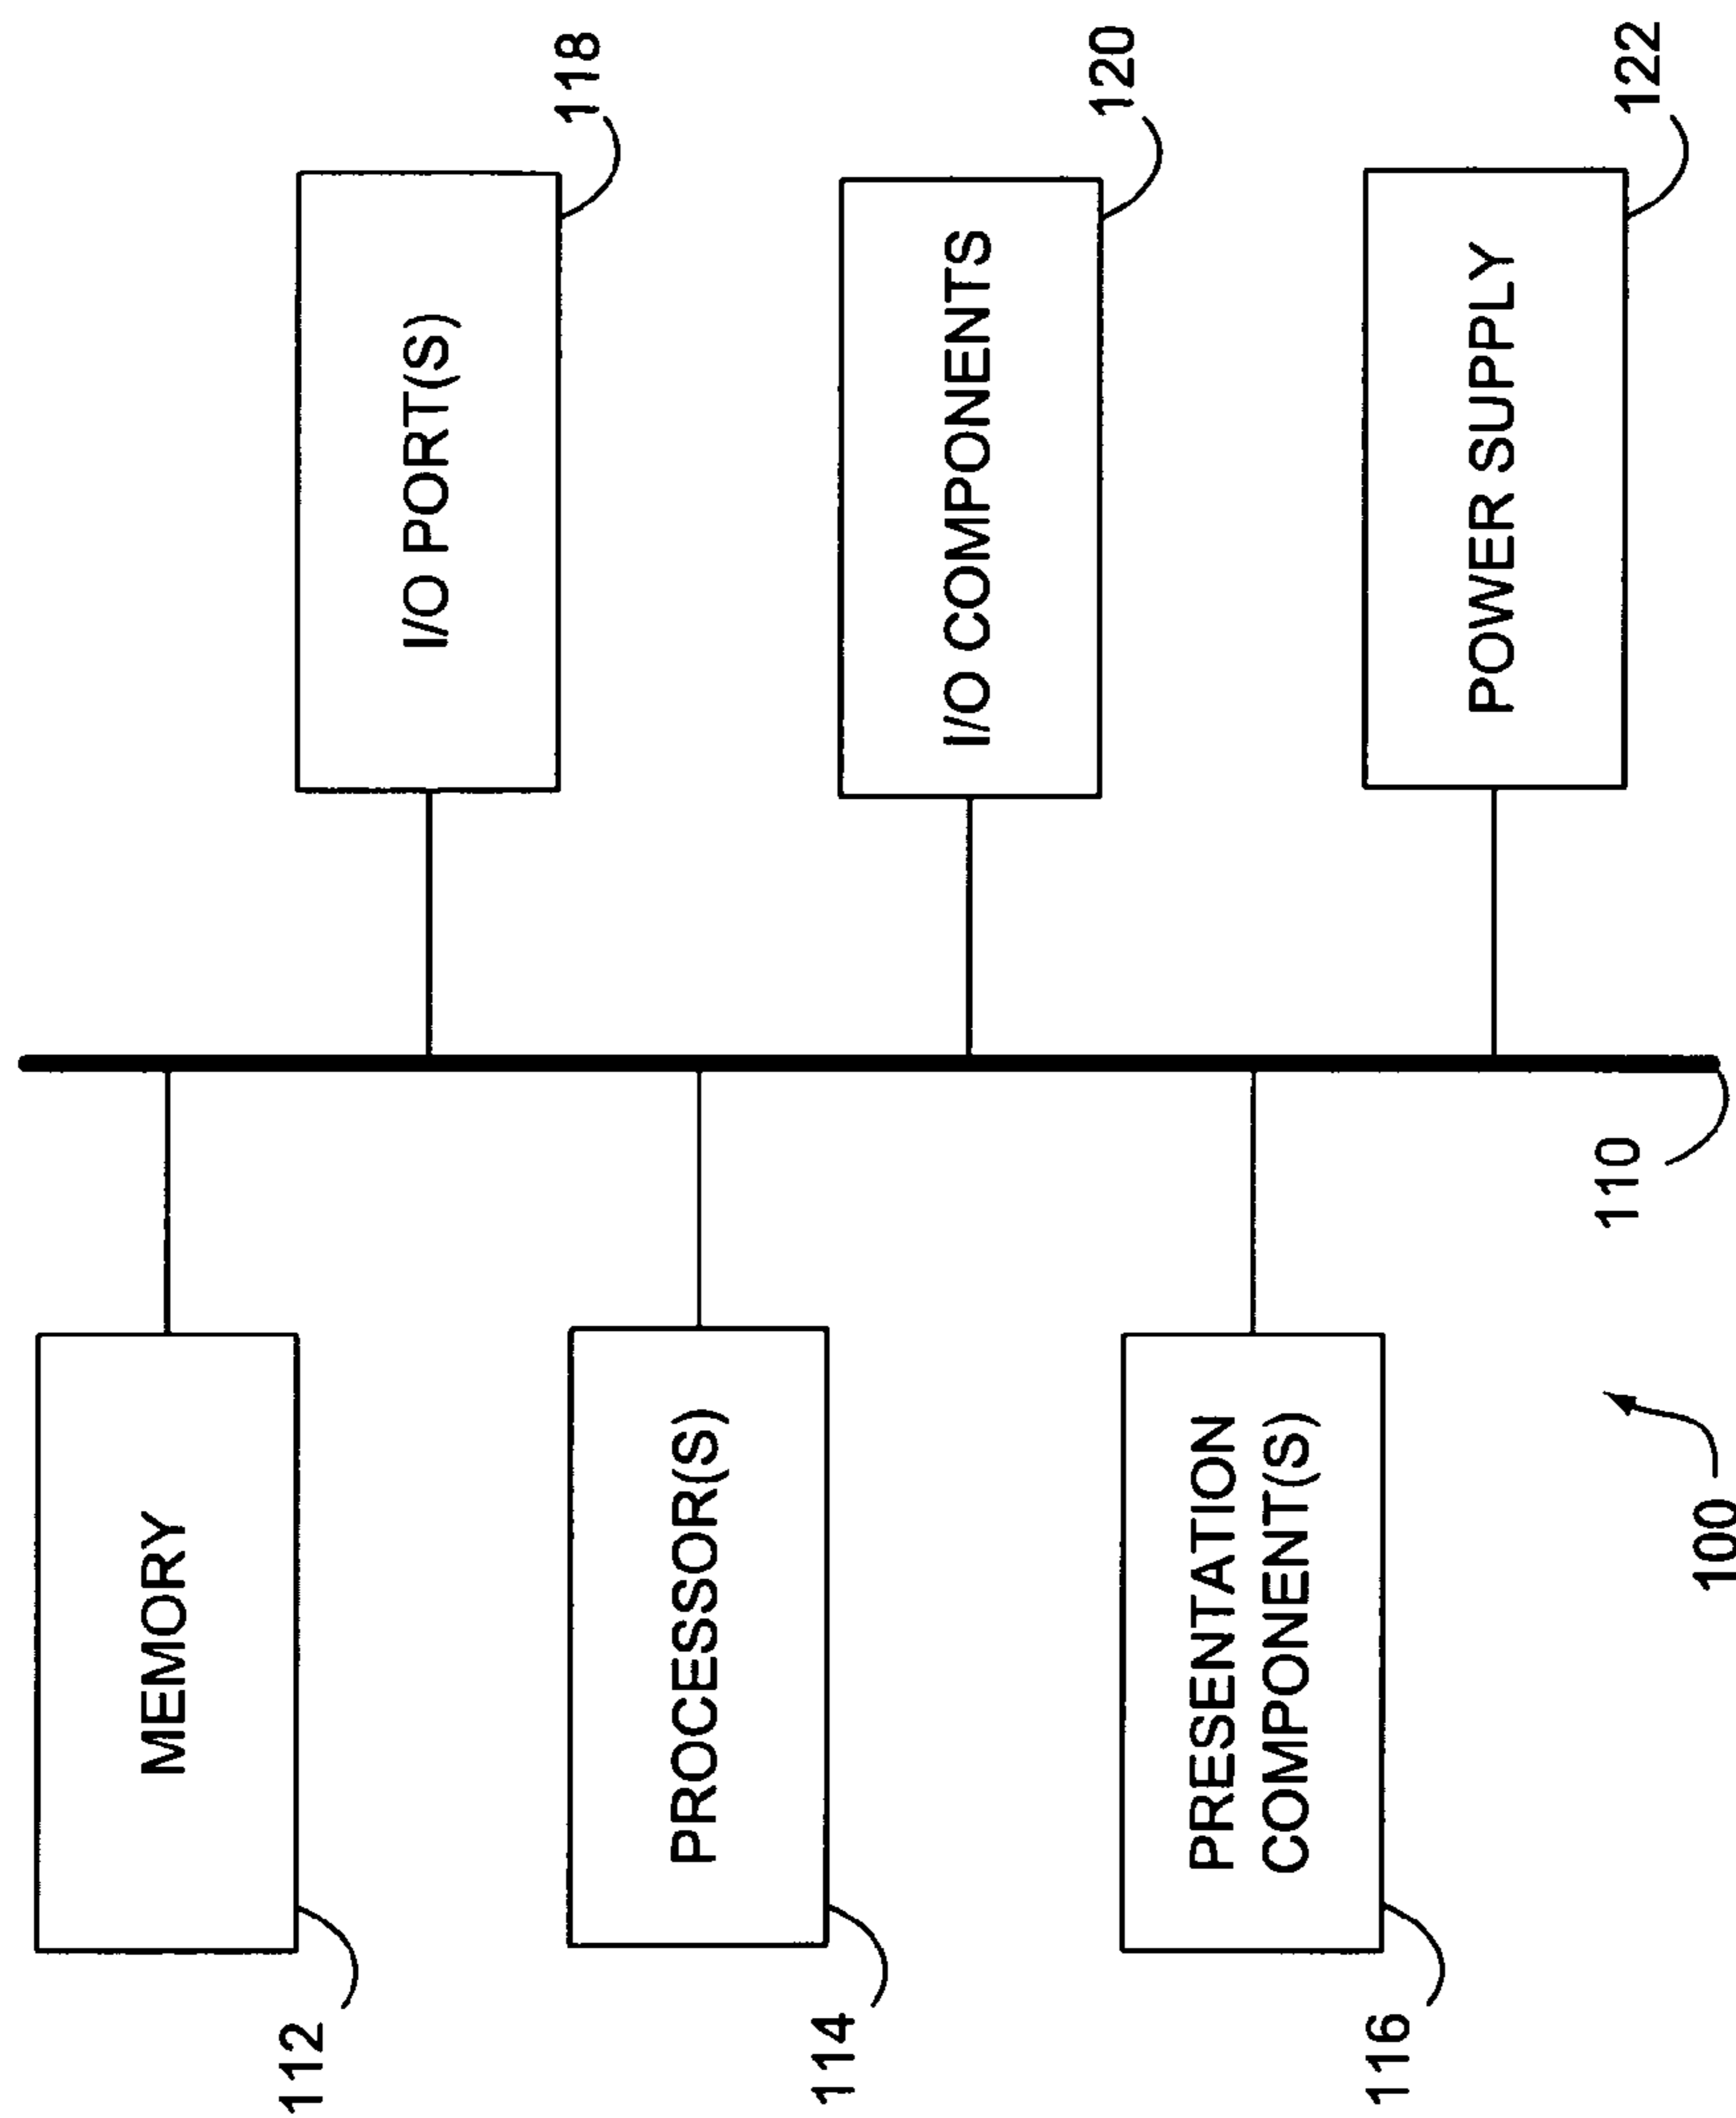 MEMORY
112
PROCESSOR(S)
114
PRESENTATION
COMPONENT(S)
116
I/O PORT(S)
118
I/O COMPONENTS
120
POWER SUPPLY
122
110
100